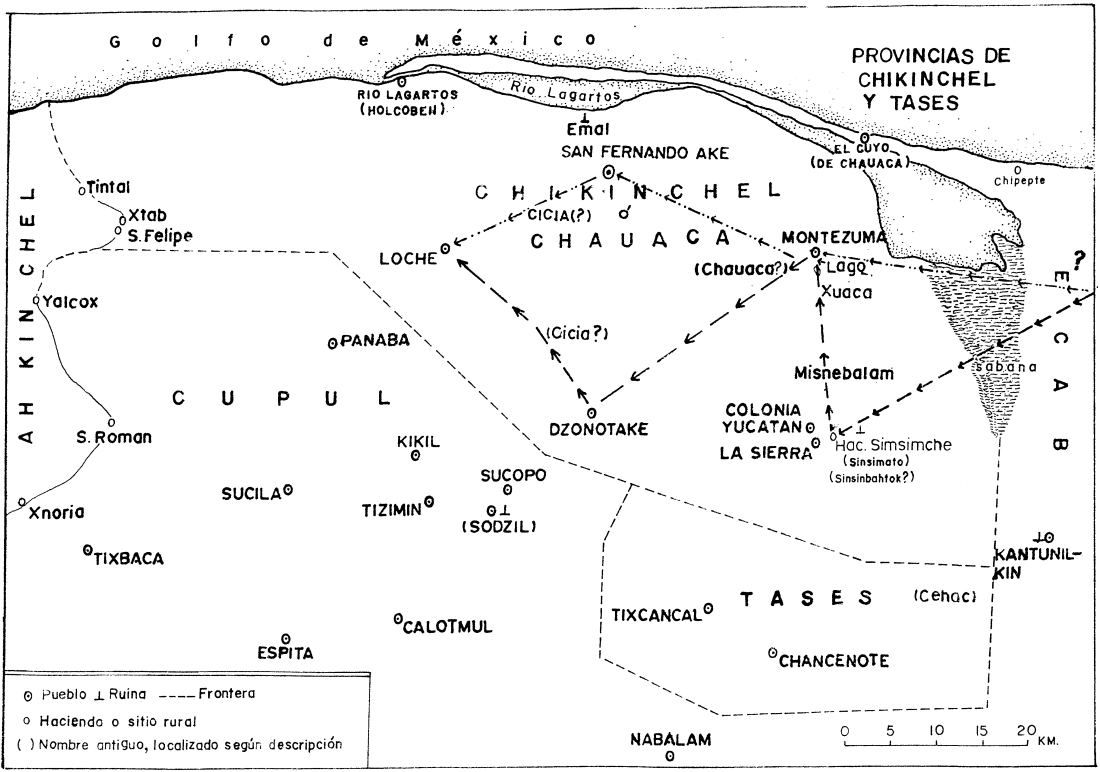 Golfo de México
PROVINCIAS DE
CHIKINCHEL
Y TASES
RIO LAGARTOS
(HOLCOBEN)
Rio Lagartos
Emal
SAN FERNANDO AKE
EL CUYO
(DE CHAUACA)
Chipepte
CHIKINCHEL
CICIA(?)
CHAUACA
Tintal
Xtab
S. Felipe
LOCHE
MONTEZUMA
(Chauaca?)
Lago
Xuaca
?
ECAB
AH KIN CHEL
Yalcox
PANABA
(Cicia?)
sabana
Misnebalam
CUPUL
DZONOTAKE
COLONIA
YUCATAN
LA SIERRA
Hac. Simsimche
(Sinsimato)
(Sinsinbahtok?)
S. Roman
KIKIL
SUCOPO
SUCILA
TIZIMIN
(SODZIL)
Xnoria
TIXBACA
KANTUNIL-
KIN
TASES
(Cehac)
TIXCANCAL
CALOTMUL
ESPITA
CHANCENOTE
NABALAM
Pueblo ⊥ Ruina ---- Frontera
Hacienda o sitio rural
( ) Nombre antiguo, localizado según descripción
0 5 10 15 20 KM.